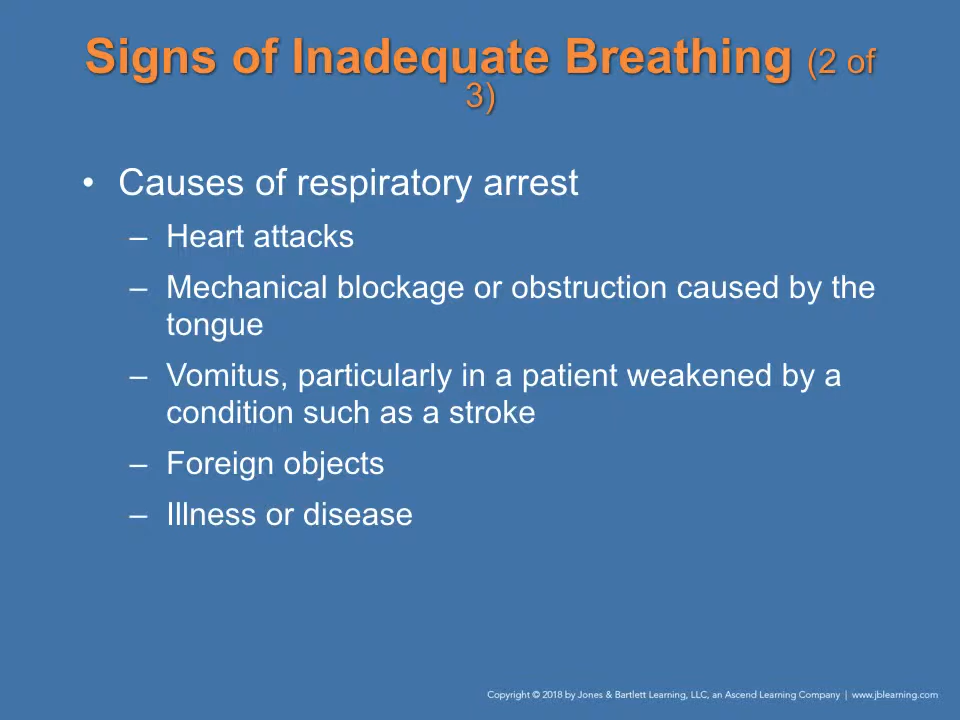 Signs of Inadequate Breathing (2 of
3)
• Causes of respiratory arrest
– Heart attacks
– Mechanical blockage or obstruction caused by the
tongue
– Vomitus, particularly in a patient weakened by a
condition such as a stroke
– Foreign objects
– Illness or disease
Copyright © 2018 by Jones & Bartlett Learning, LLC, an Ascend Learning Company | www.jblearning.com